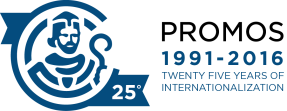 25°
PROMOS
1991-2016
TWENTY FIVE YEARS OF
INTERNATIONALIZATION